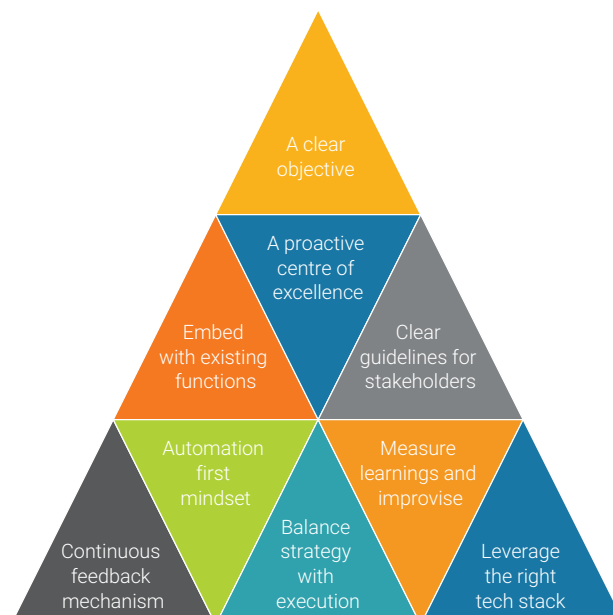 A clear
objective
A proactive
centre of
excellence
Embed
with existing
functions
Clear
guidelines for
stakeholders
Automation
first
mindset
Measure
learnings and
improvise
Continuous
feedback
mechanism
Balance
strategy
with
execution
Leverage
the right
tech stack